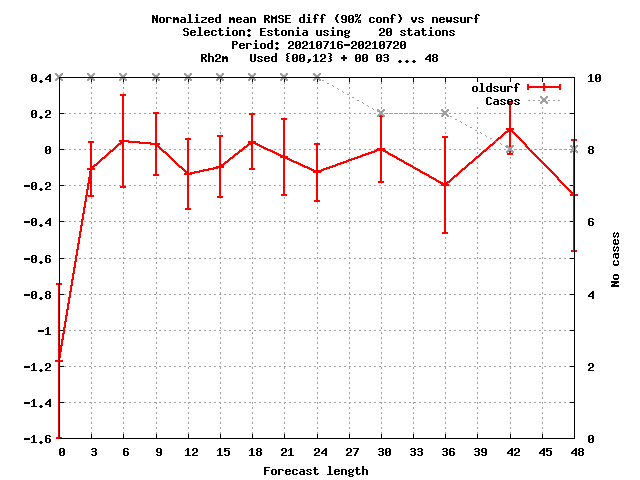 Normalized mean RMSE diff (90% conf) vs newsurf
Selection: Estonia using    20 stations
Period: 20210716-20210720
Rh2m   Used {00,12} + 00 03 ... 48
oldsurf
Cases
0.4
0.2
0
-0.2
-0.4
-0.6
-0.8
-1
-1.2
-1.4
-1.6
10
8
6
4
2
0
No cases
0 3 6 9 12 15 18 21 24 27 30 33 36 39 42 45 48
Forecast length